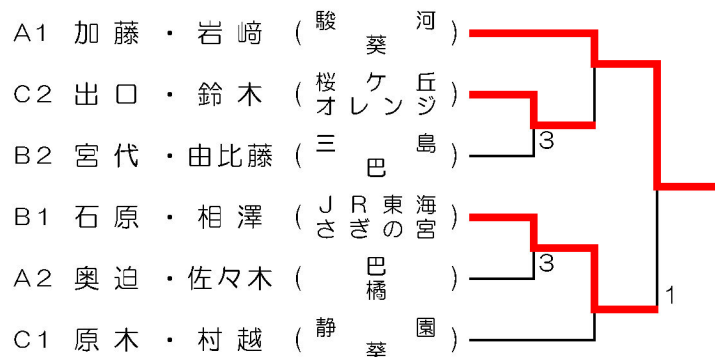 A1 加藤・岩﨑 (駿河 葵)
C2 出口・鈴木 (桜ケ丘 オレンジ)
3
B2 宮代・由比藤 (三島 巴)
B1 石原・相澤 (JR東海 さぎの宮)
A2 奥迫・佐々木 (巴 橘)
3
1
C1 原木・村越 (静園 葵)